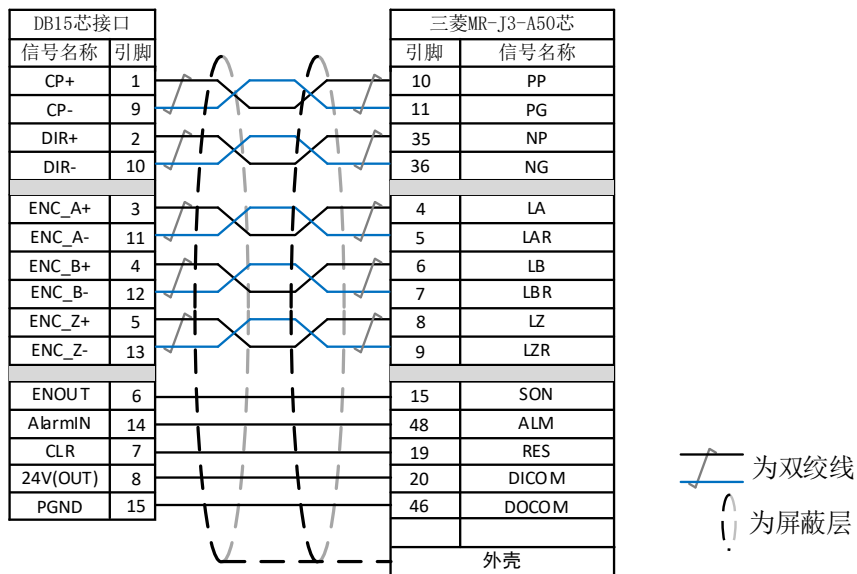 DB15芯接口 三菱MR-J3-A50芯
信号名称 引脚 引脚 信号名称
CP+ 1 10 PP
CP- 9 11 PG
DIR+ 2 35 NP
DIR- 10 36 NG
ENC_A+ 3 4 LA
ENC_A- 11 5 LAR
ENC_B+ 4 6 LB
ENC_B- 12 7 LBR
ENC_Z+ 5 8 LZ
ENC_Z- 13 9 LZR
ENOUT 6 15 SON
AlarmIN 14 48 ALM
CLR 7 19 RES
24V(OUT) 8 20 DICOM
PGND 15 46 DOCOM
外壳
为双绞线
为屏蔽层